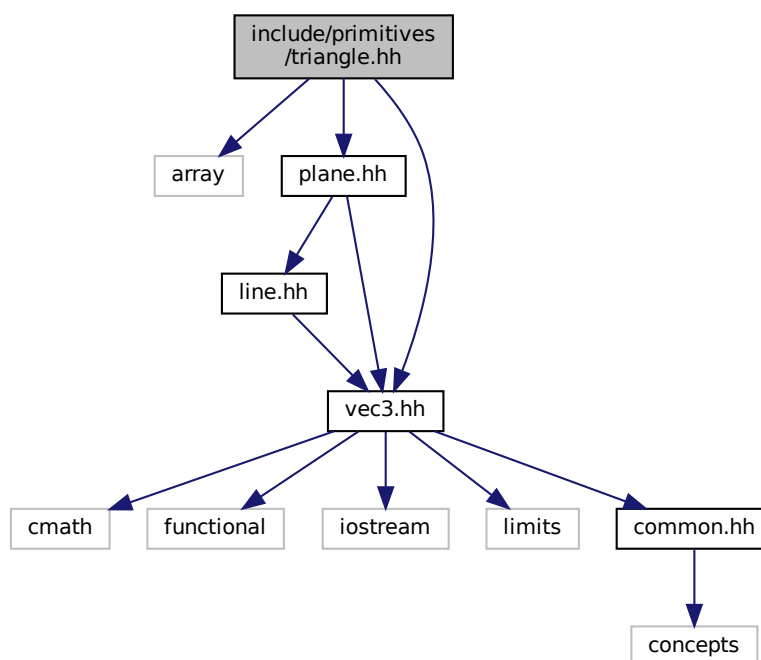 include/primitives
/triangle.hh
array
plane.hh
line.hh
vec3.hh
cmath
functional
iostream
limits
common.hh
concepts